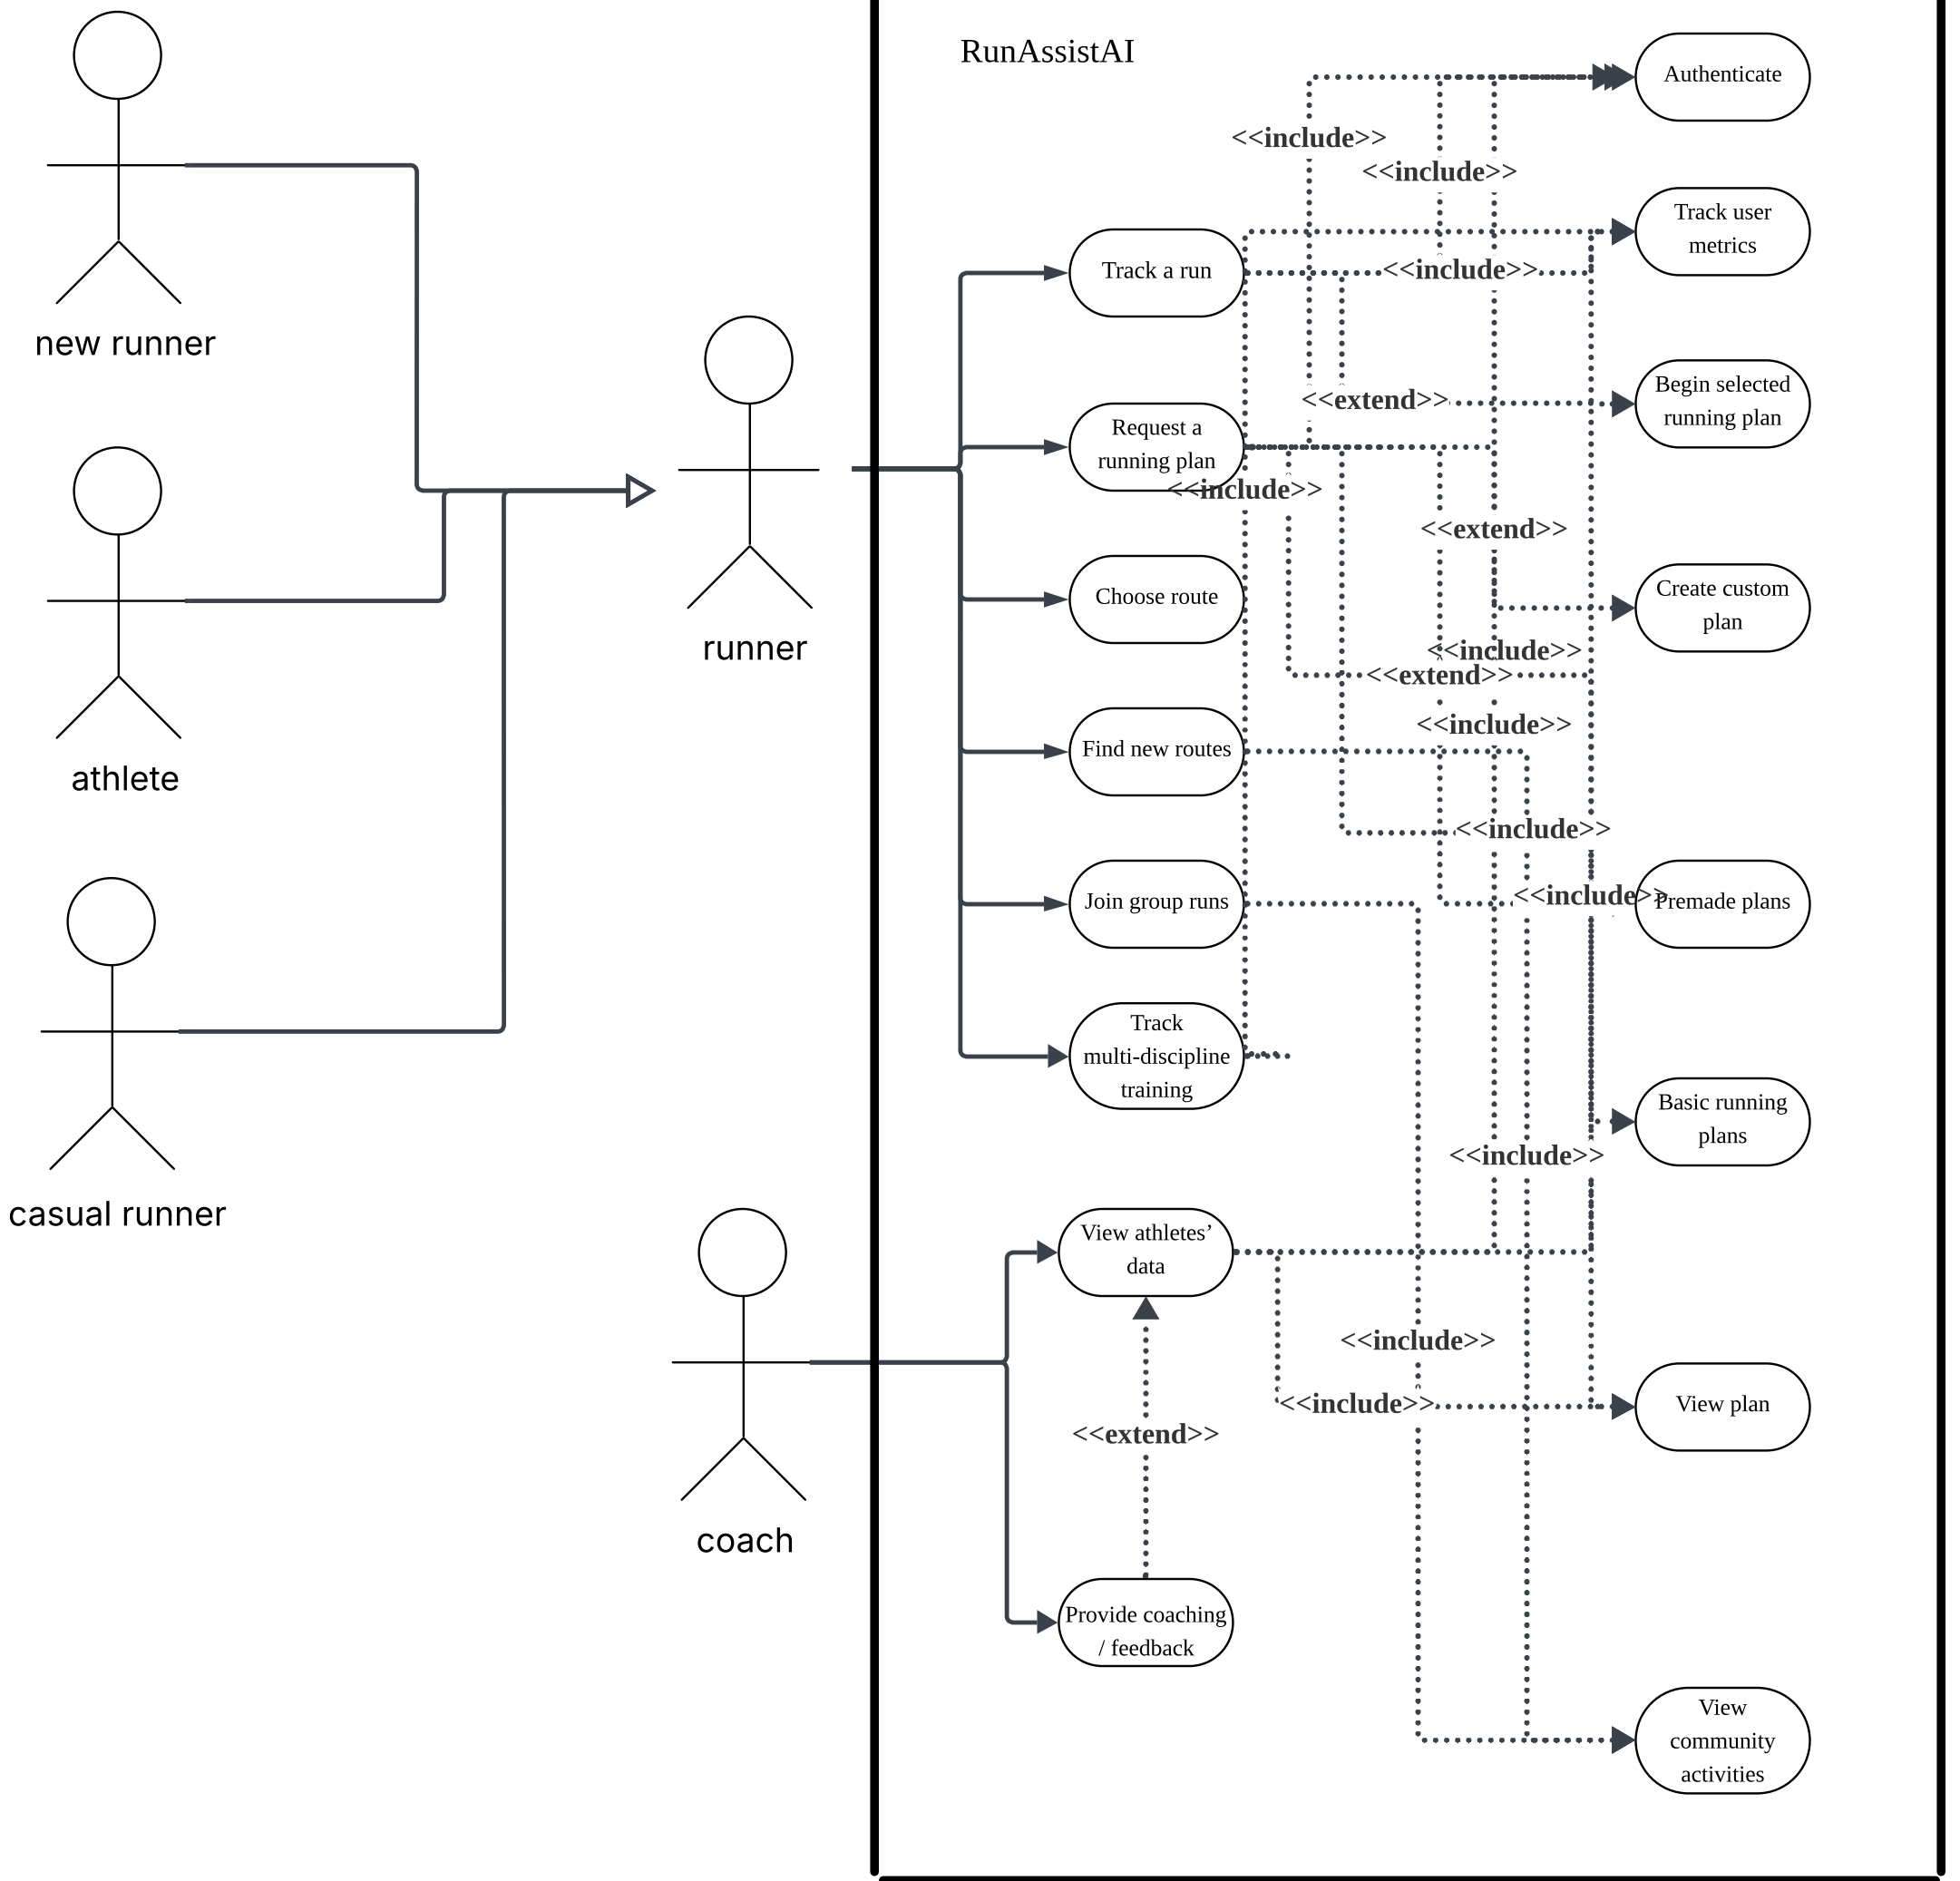 RunAssistAI
Authenticate
<<include>>
<<include>>
Track user
metrics
Track a run
<<include>>
new runner
Begin selected
running plan
<<extend>>
Request a
running plan
<<include>>
<<extend>>
Create custom
plan
Choose route
runner
<<include>>
<<extend>>
<<include>>
Find new routes
athlete
<<include>>
<<include>>
Premade plans
Join group runs
Track
multi-discipline
training
Basic running
plans
<<include>>
casual runner
View athletes’
data
<<include>>
<<include>>
View plan
<<extend>>
coach
Provide coaching
/ feedback
View
community
activities